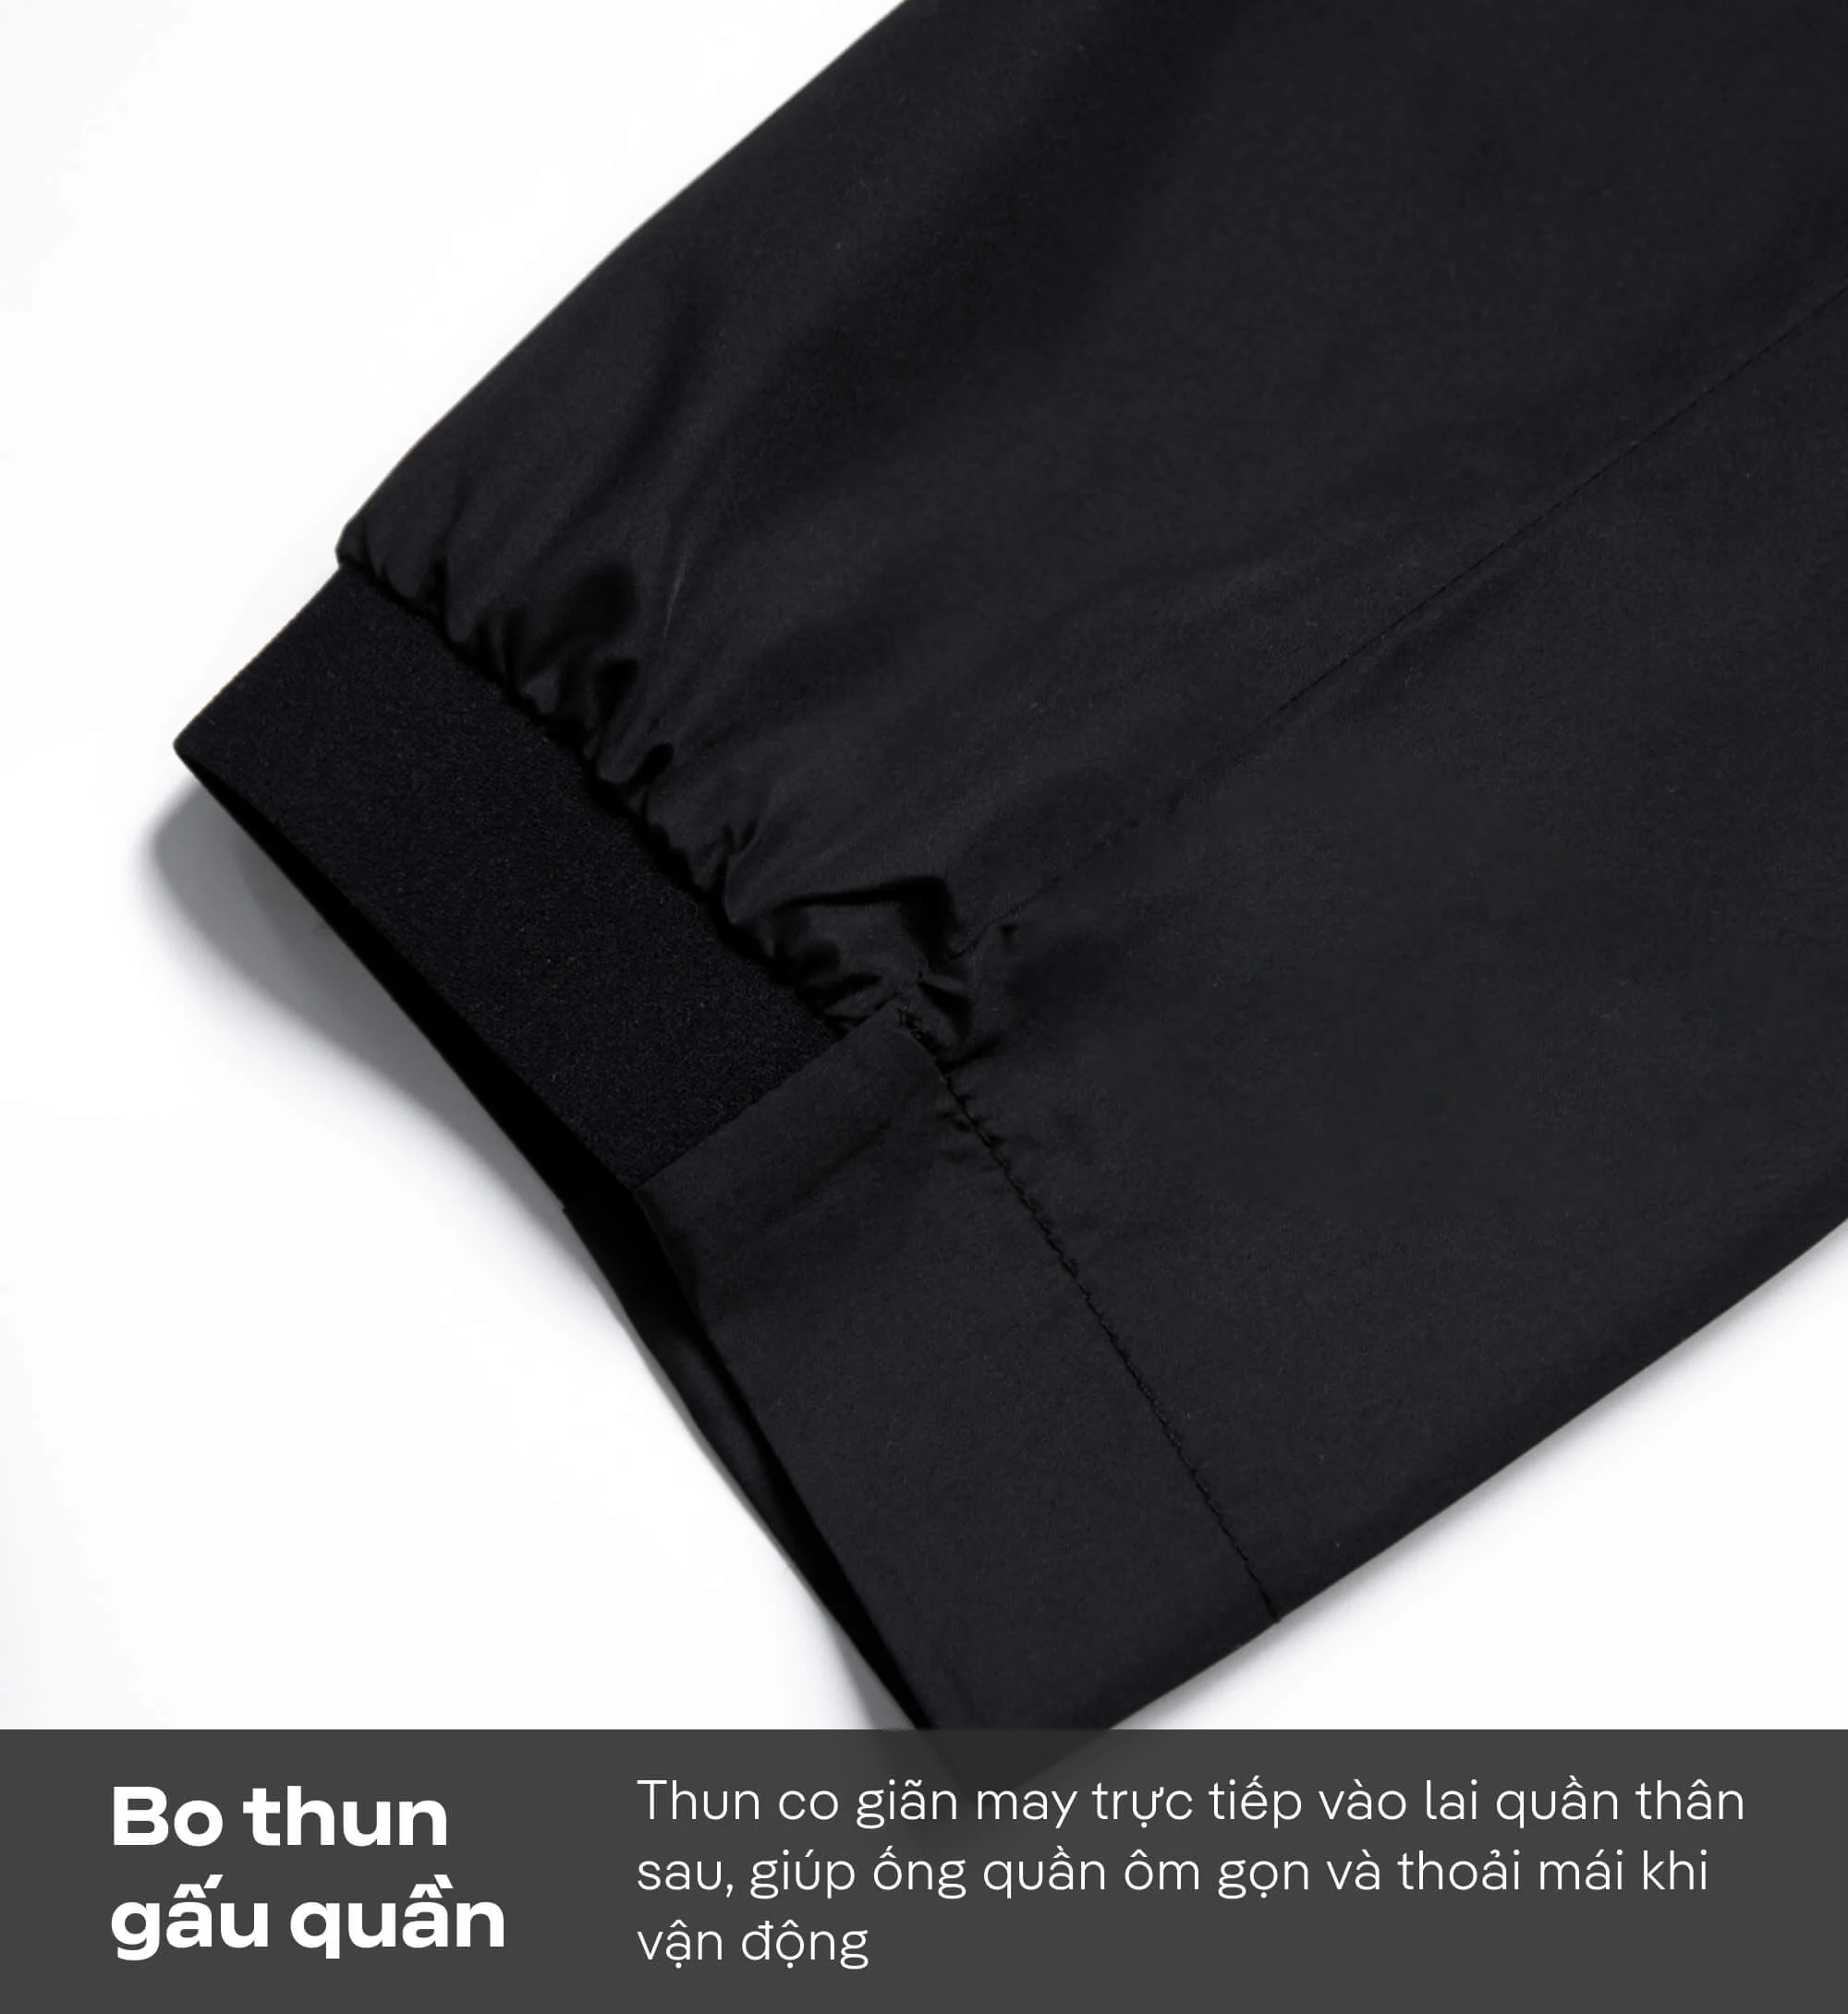 Bo thun
gấu quần
Thun co giãn may trực tiếp vào lai quần thân
sau, giúp ống quần ôm gọn và thoải mái khi
vận động